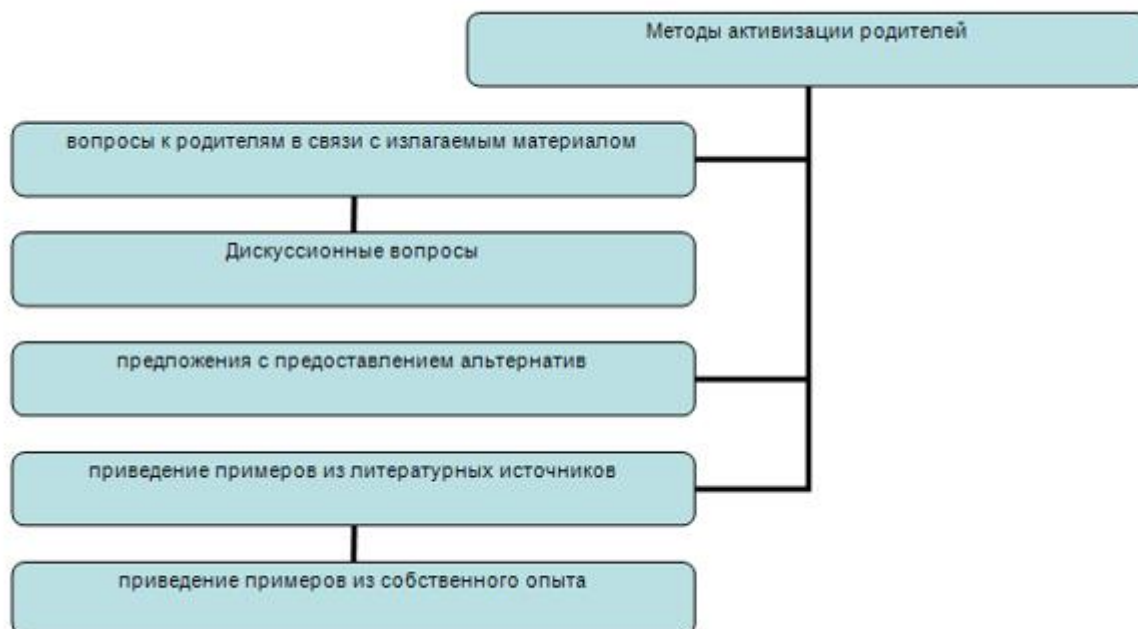 Методы активизации родителей
вопросы к родителям в связи с излагаемым материалом
Дискуссионные вопросы
предложения с предоставлением альтернатив
приведение примеров из литературных источников
приведение примеров из собственного опыта